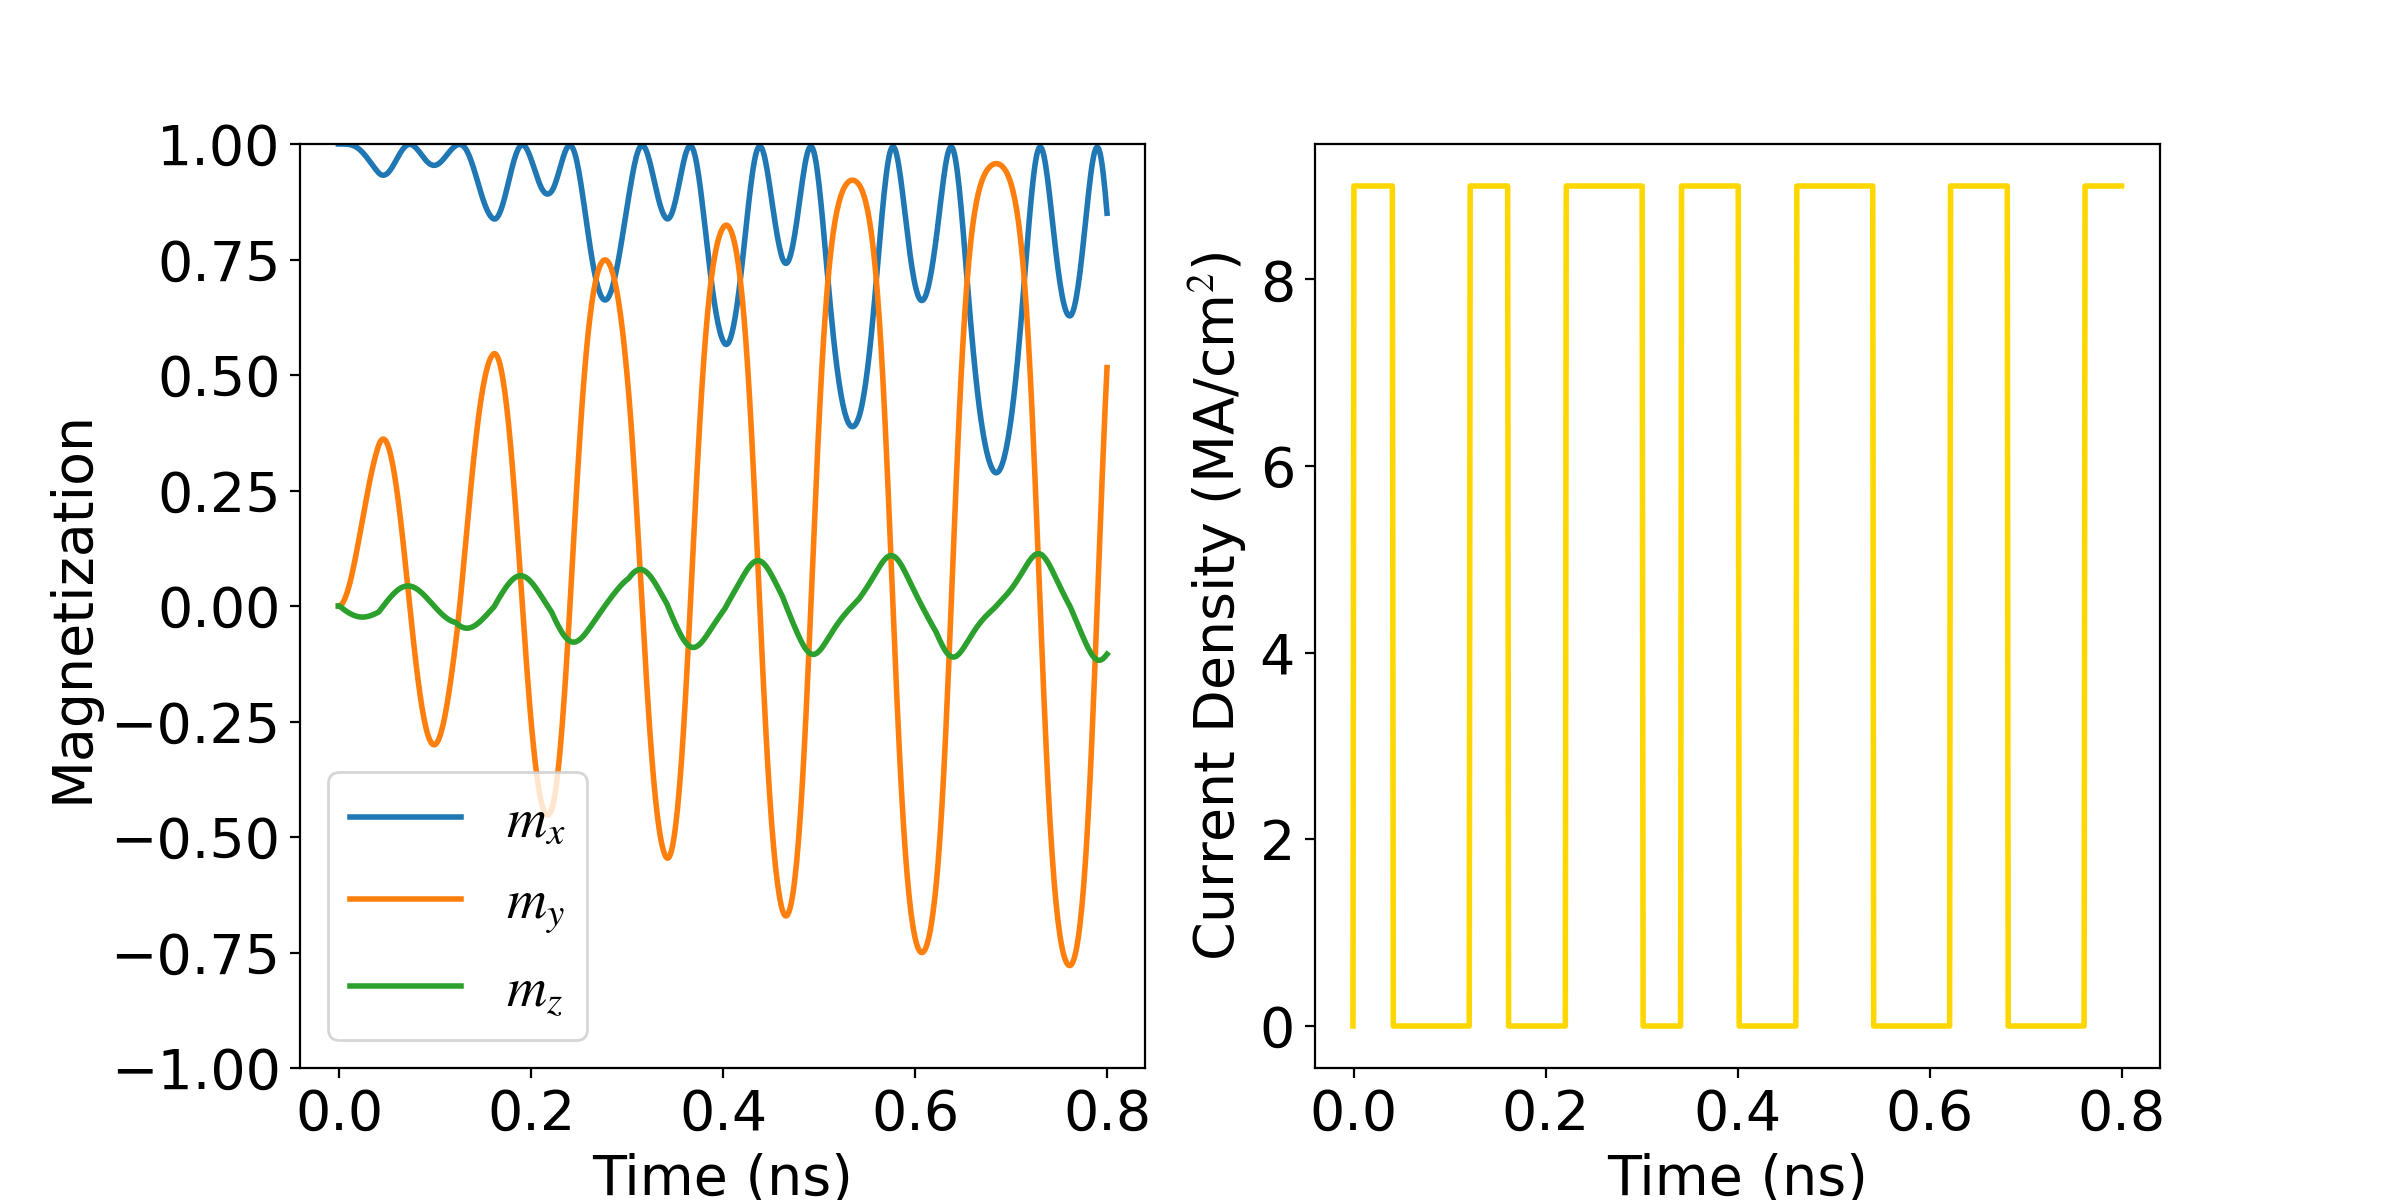 Magnetization
1.00
0.75
0.50
0.25
0.00
−0.25
−0.50
−0.75
−1.00
0.0 0.2 0.4 0.6 0.8
Time (ns)
m_x
m_y
m_z
Current Density (MA/cm²)
8
6
4
2
0
0.0 0.2 0.4 0.6 0.8
Time (ns)